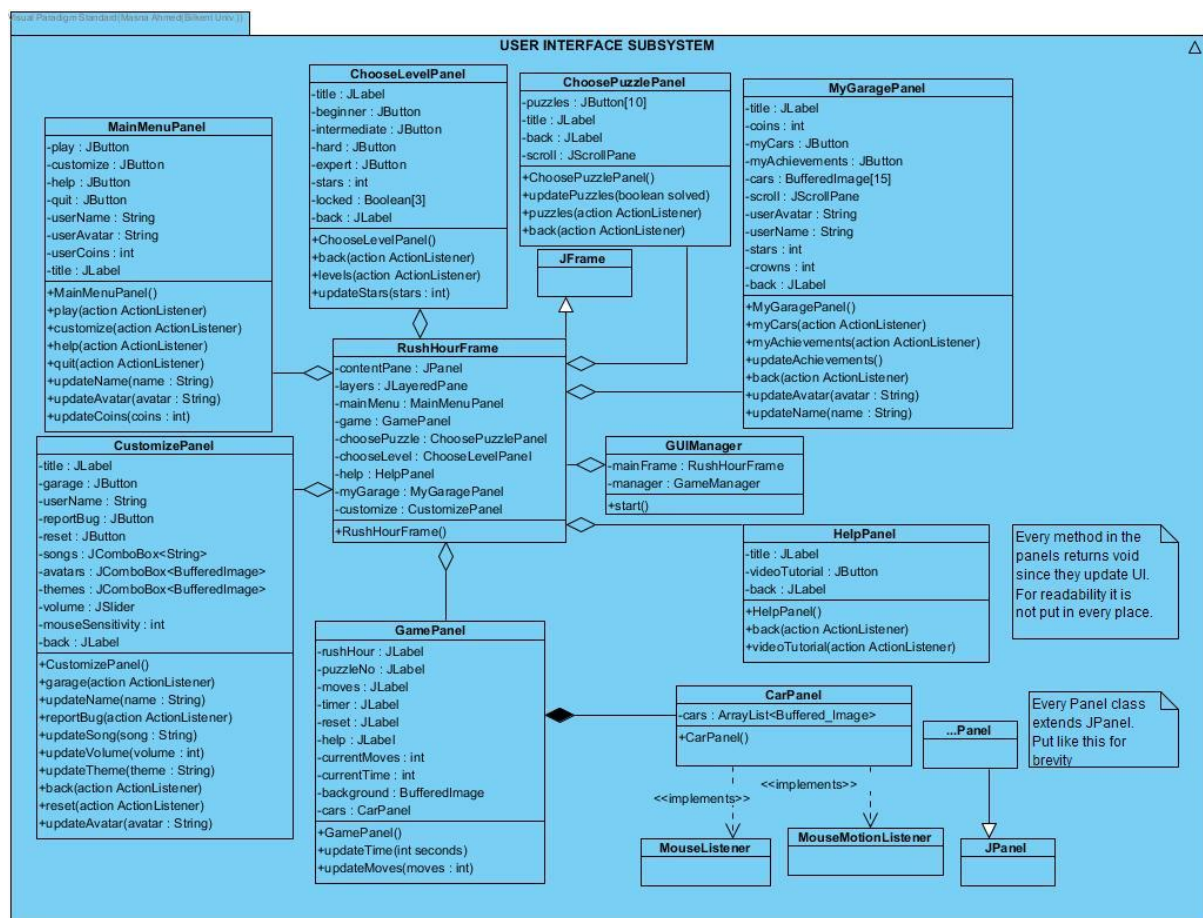 Visual Paradigm Standard(Masna Ahmed(Bilkent Univ.))
USER INTERFACE SUBSYSTEM
MainMenuPanel
-play : JButton
-customize : JButton
-help : JButton
-quit : JButton
-userName : String
-userAvatar : String
-userCoins : int
-title : JLabel
+MainMenuPanel()
+play(action ActionListener)
+customize(action ActionListener)
+help(action ActionListener)
+quit(action ActionListener)
+updateName(name : String)
+updateAvatar(avatar : String)
+updateCoins(coins : int)
ChooseLevelPanel
-title : JLabel
-beginner : JButton
-intermediate : JButton
-hard : JButton
-expert : JButton
-stars : int
-locked : Boolean[3]
-back : JLabel
+ChooseLevelPanel()
+back(action ActionListener)
+levels(action ActionListener)
+updateStars(stars : int)
ChoosePuzzlePanel
-puzzles : JButton[10]
-title : JLabel
-back : JLabel
-scroll : JScrollPane
+ChoosePuzzlePanel()
+updatePuzzles(boolean solved)
+puzzles(action ActionListener)
+back(action ActionListener)
JFrame
MyGaragePanel
-title : JLabel
-coins : int
-myCars : JButton
-myAchievements : JButton
-cars : BufferedImage[15]
-scroll : JScrollPane
-userAvatar : String
-userName : String
-stars : int
-crowns : int
-back : JLabel
+MyGaragePanel()
+myCars(action ActionListener)
+myAchievements(action ActionListener)
+updateAchievements()
+back(action ActionListener)
+updateAvatar(avatar : String)
+updateName(name : String)
RushHourFrame
-contentPane : JPanel
-layers : JLayeredPane
-mainMenu : MainMenuPanel
-game : GamePanel
-choosePuzzle : ChoosePuzzlePanel
-chooseLevel : ChooseLevelPanel
-help : HelpPanel
-myGarage : MyGaragePanel
-customize : CustomizePanel
+RushHourFrame()
GUIManager
-mainFrame : RushHourFrame
-manager : GameManager
+start()
CustomizePanel
-title : JLabel
-garage : JButton
-userName : String
-reportBug : JButton
-reset : JButton
-songs : JComboBox<String>
-avatars : JComboBox<BufferedImage>
-themes : JComboBox<BufferedImage>
-volume : JSlider
-mouseSensitivity : int
-back : JLabel
+CustomizePanel()
+garage(action ActionListener)
+updateName(name : String)
+reportBug(action ActionListener)
+updateSong(song : String)
+updateVolume(volume : int)
+updateTheme(theme : String)
+back(action ActionListener)
+reset(action ActionListener)
+updateAvatar(avatar : String)
HelpPanel
-title : JLabel
-videoTutorial : JButton
-back : JLabel
+HelpPanel()
+back(action ActionListener)
+videoTutorial(action ActionListener)
Every method in the
panels returns void
since they update UI.
For readability it is
not put in every place.
GamePanel
-rushHour : JLabel
-puzzleNo : JLabel
-moves : JLabel
-timer : JLabel
-reset : JLabel
-help : JLabel
-currentMoves : int
-currentTime : int
-background : BufferedImage
-cars : CarPanel
+GamePanel()
+updateTime(int seconds)
+updateMoves(moves : int)
CarPanel
-cars : ArrayList<Buffered_Image>
+CarPanel()
<<implements>>
<<implements>>
MouseListener
MouseMotionListener
...Panel
JPanel
Every Panel class
extends JPanel.
Put like this for
brevity